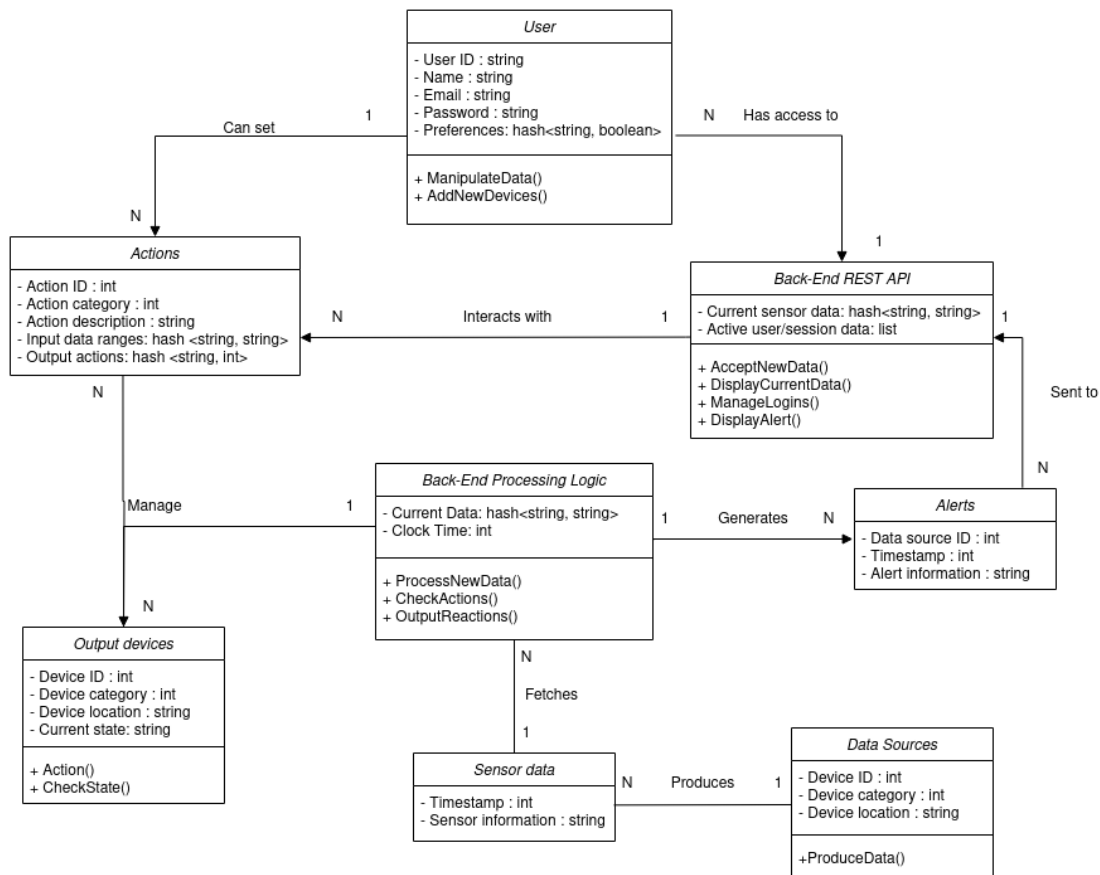 User
- User ID : string
- Name : string
- Email : string
- Password : string
- Preferences: hash<string, boolean>
+ ManipulateData()
+ AddNewDevices()
1
Can set
N
N
Has access to
1
Actions
- Action ID : int
- Action category : int
- Action description : string
- Input data ranges: hash <string, string>
- Output actions: hash <string, int>
N
Interacts with
1
Back-End REST API
- Current sensor data: hash<string, string>
- Active user/session data: list
+ AcceptNewData()
+ DisplayCurrentData()
+ ManageLogins()
+ DisplayAlert()
1
Sent to
N
N
Manage
1
N
Back-End Processing Logic
- Current Data: hash<string, string>
- Clock Time: int
+ ProcessNewData()
+ CheckActions()
+ OutputReactions()
1
Generates
N
Alerts
- Data source ID : int
- Timestamp : int
- Alert information : string
Output devices
- Device ID : int
- Device category : int
- Device location : string
- Current state: string
+ Action()
+ CheckState()
N
Fetches
1
Sensor data
- Timestamp : int
- Sensor information : string
N
Produces
1
Data Sources
- Device ID : int
- Device category : int
- Device location : string
+ProduceData()